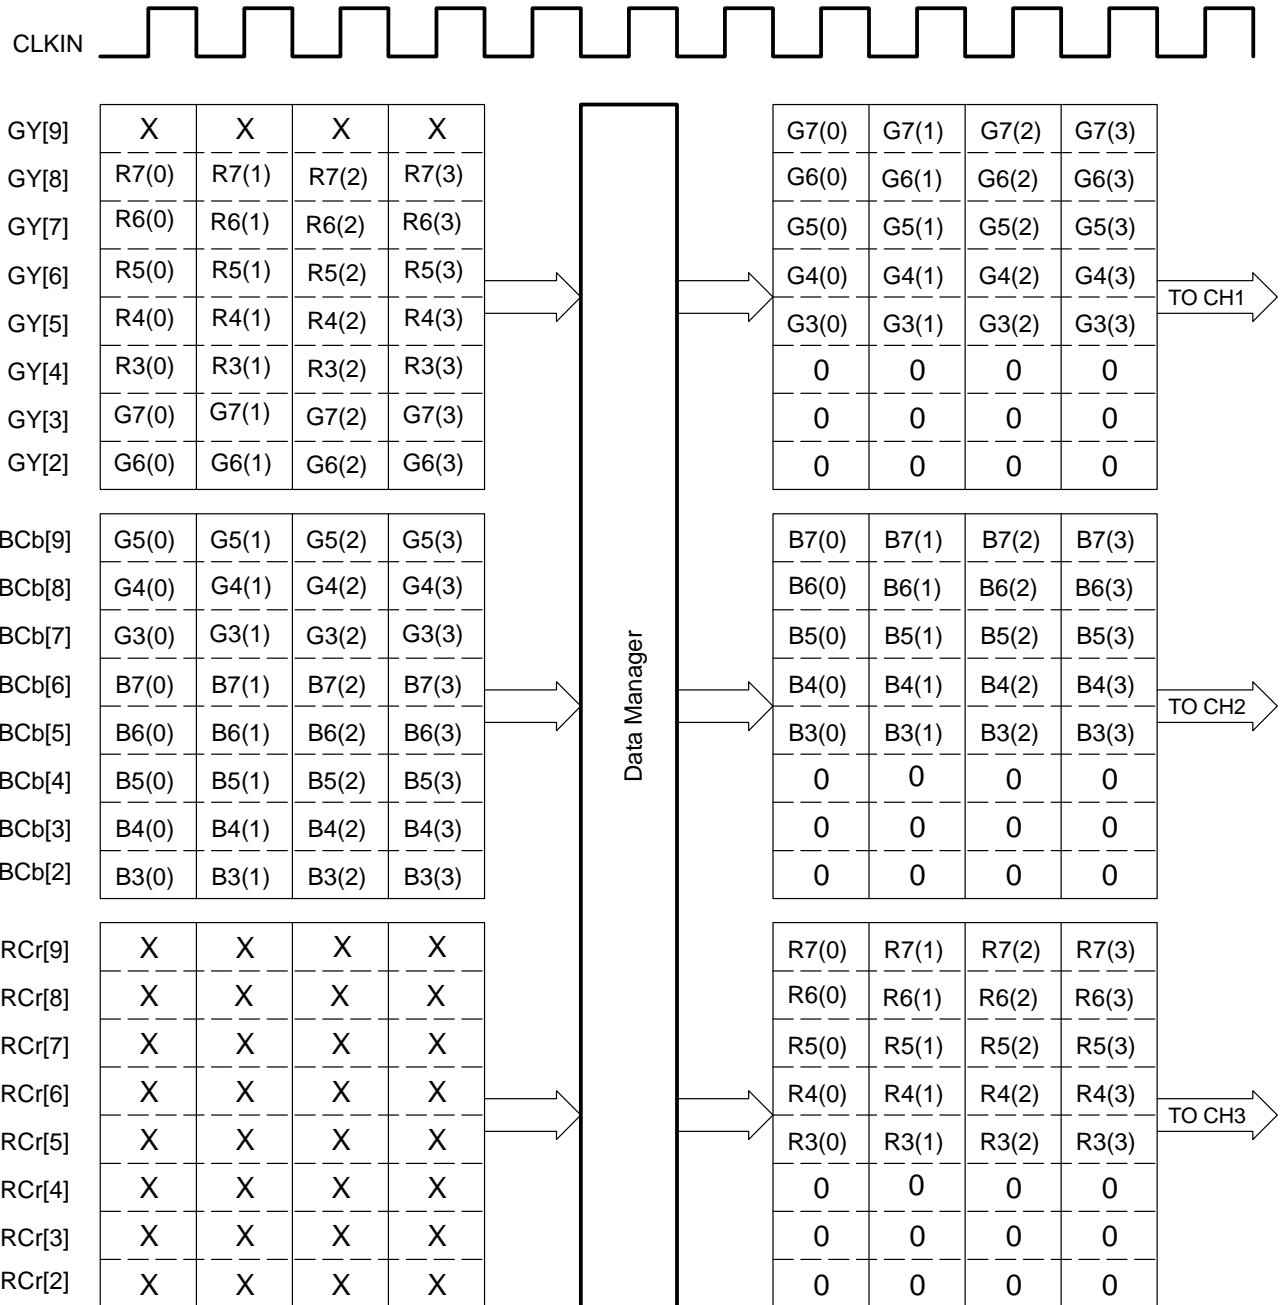 CLKIN
GY[9] X X X X G7(0) G7(1) G7(2) G7(3)
GY[8] R7(0) R7(1) R7(2) R7(3) G6(0) G6(1) G6(2) G6(3)
GY[7] R6(0) R6(1) R6(2) R6(3) G5(0) G5(1) G5(2) G5(3)
GY[6] R5(0) R5(1) R5(2) R5(3) G4(0) G4(1) G4(2) G4(3)
TO CH1
GY[5] R4(0) R4(1) R4(2) R4(3) G3(0) G3(1) G3(2) G3(3)
GY[4] R3(0) R3(1) R3(2) R3(3) 0 0 0 0
GY[3] G7(0) G7(1) G7(2) G7(3) 0 0 0 0
GY[2] G6(0) G6(1) G6(2) G6(3) 0 0 0 0
BCb[9] G5(0) G5(1) G5(2) G5(3) B7(0) B7(1) B7(2) B7(3)
BCb[8] G4(0) G4(1) G4(2) G4(3) B6(0) B6(1) B6(2) B6(3)
BCb[7] G3(0) G3(1) G3(2) G3(3) B5(0) B5(1) B5(2) B5(3)
BCb[6] B7(0) B7(1) B7(2) B7(3) B4(0) B4(1) B4(2) B4(3)
Data Manager
TO CH2
BCb[5] B6(0) B6(1) B6(2) B6(3) B3(0) B3(1) B3(2) B3(3)
BCb[4] B5(0) B5(1) B5(2) B5(3) 0 0 0 0
BCb[3] B4(0) B4(1) B4(2) B4(3) 0 0 0 0
BCb[2] B3(0) B3(1) B3(2) B3(3) 0 0 0 0
RCr[9] X X X X R7(0) R7(1) R7(2) R7(3)
RCr[8] X X X X R6(0) R6(1) R6(2) R6(3)
RCr[7] X X X X R5(0) R5(1) R5(2) R5(3)
RCr[6] X X X X R4(0) R4(1) R4(2) R4(3)
TO CH3
RCr[5] X X X X R3(0) R3(1) R3(2) R3(3)
RCr[4] X X X X 0 0 0 0
RCr[3] X X X X 0 0 0 0
RCr[2] X X X X 0 0 0 0